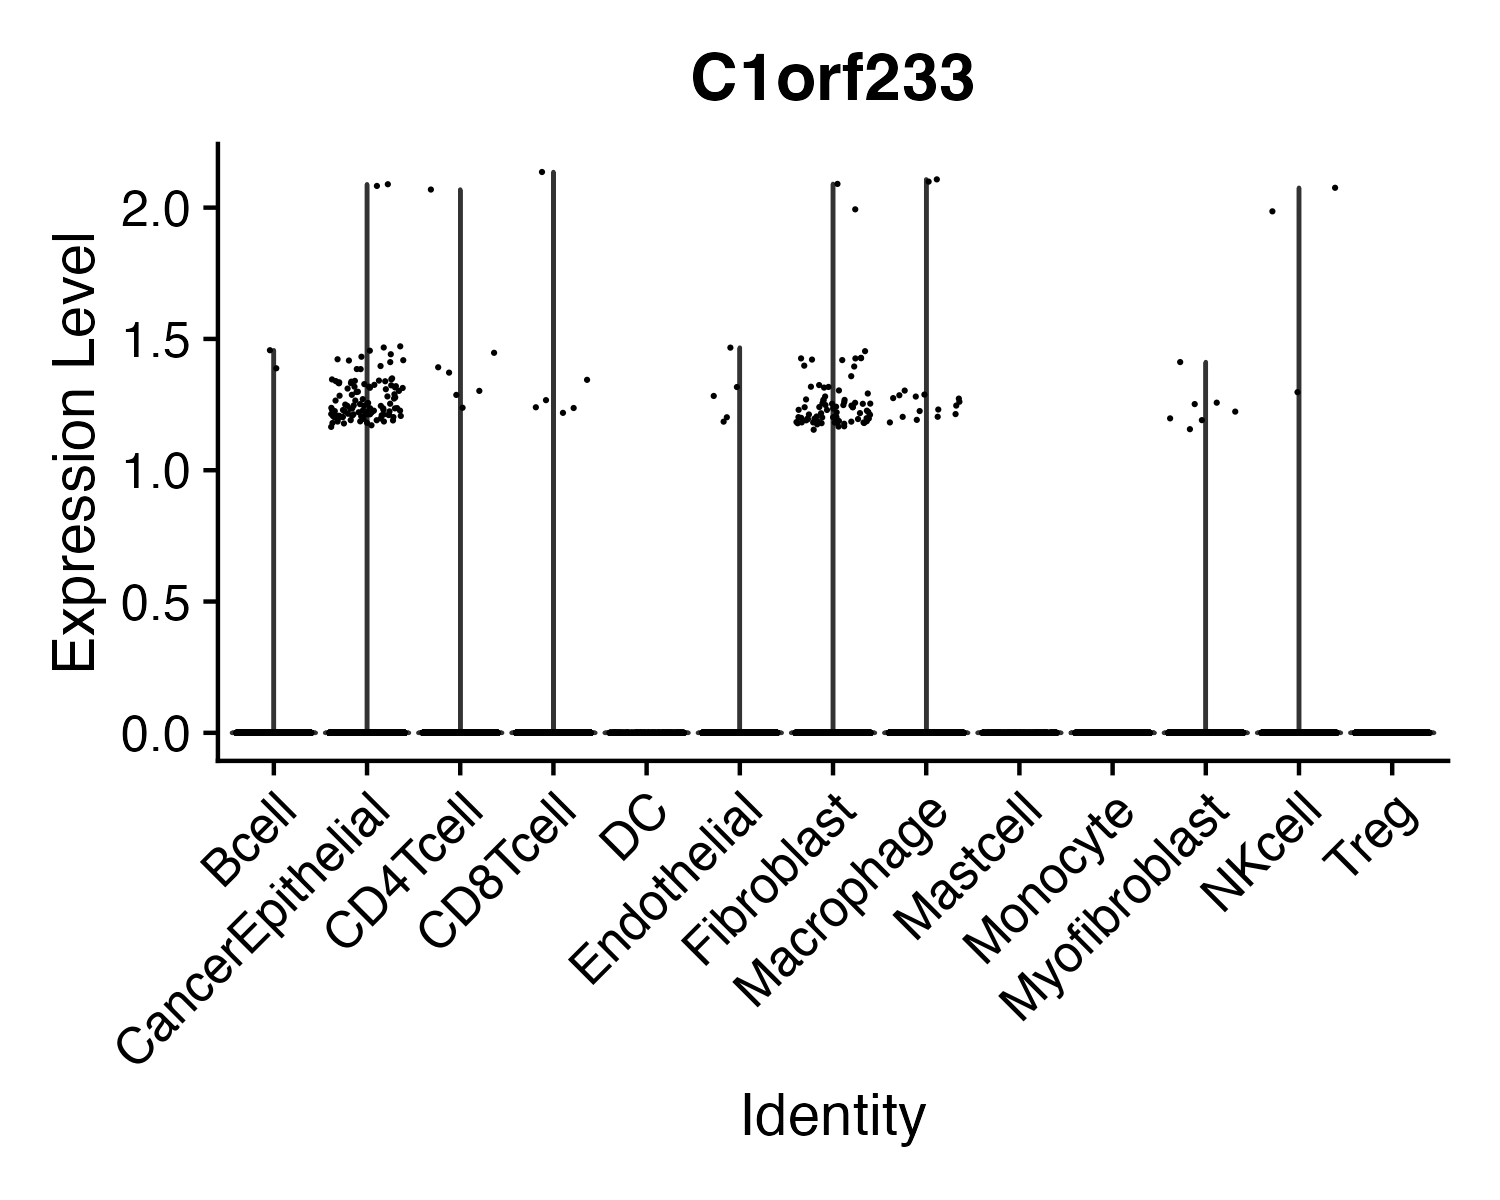 C1orf233
Expression Level
2.0
1.5
1.0
0.5
0.0
Bcell
CancerEpithelial
CD4Tcell
CD8Tcell
DC
Endothelial
Fibroblast
Macrophage
Mastcell
Monocyte
Myofibroblast
NKcell
Treg
Identity